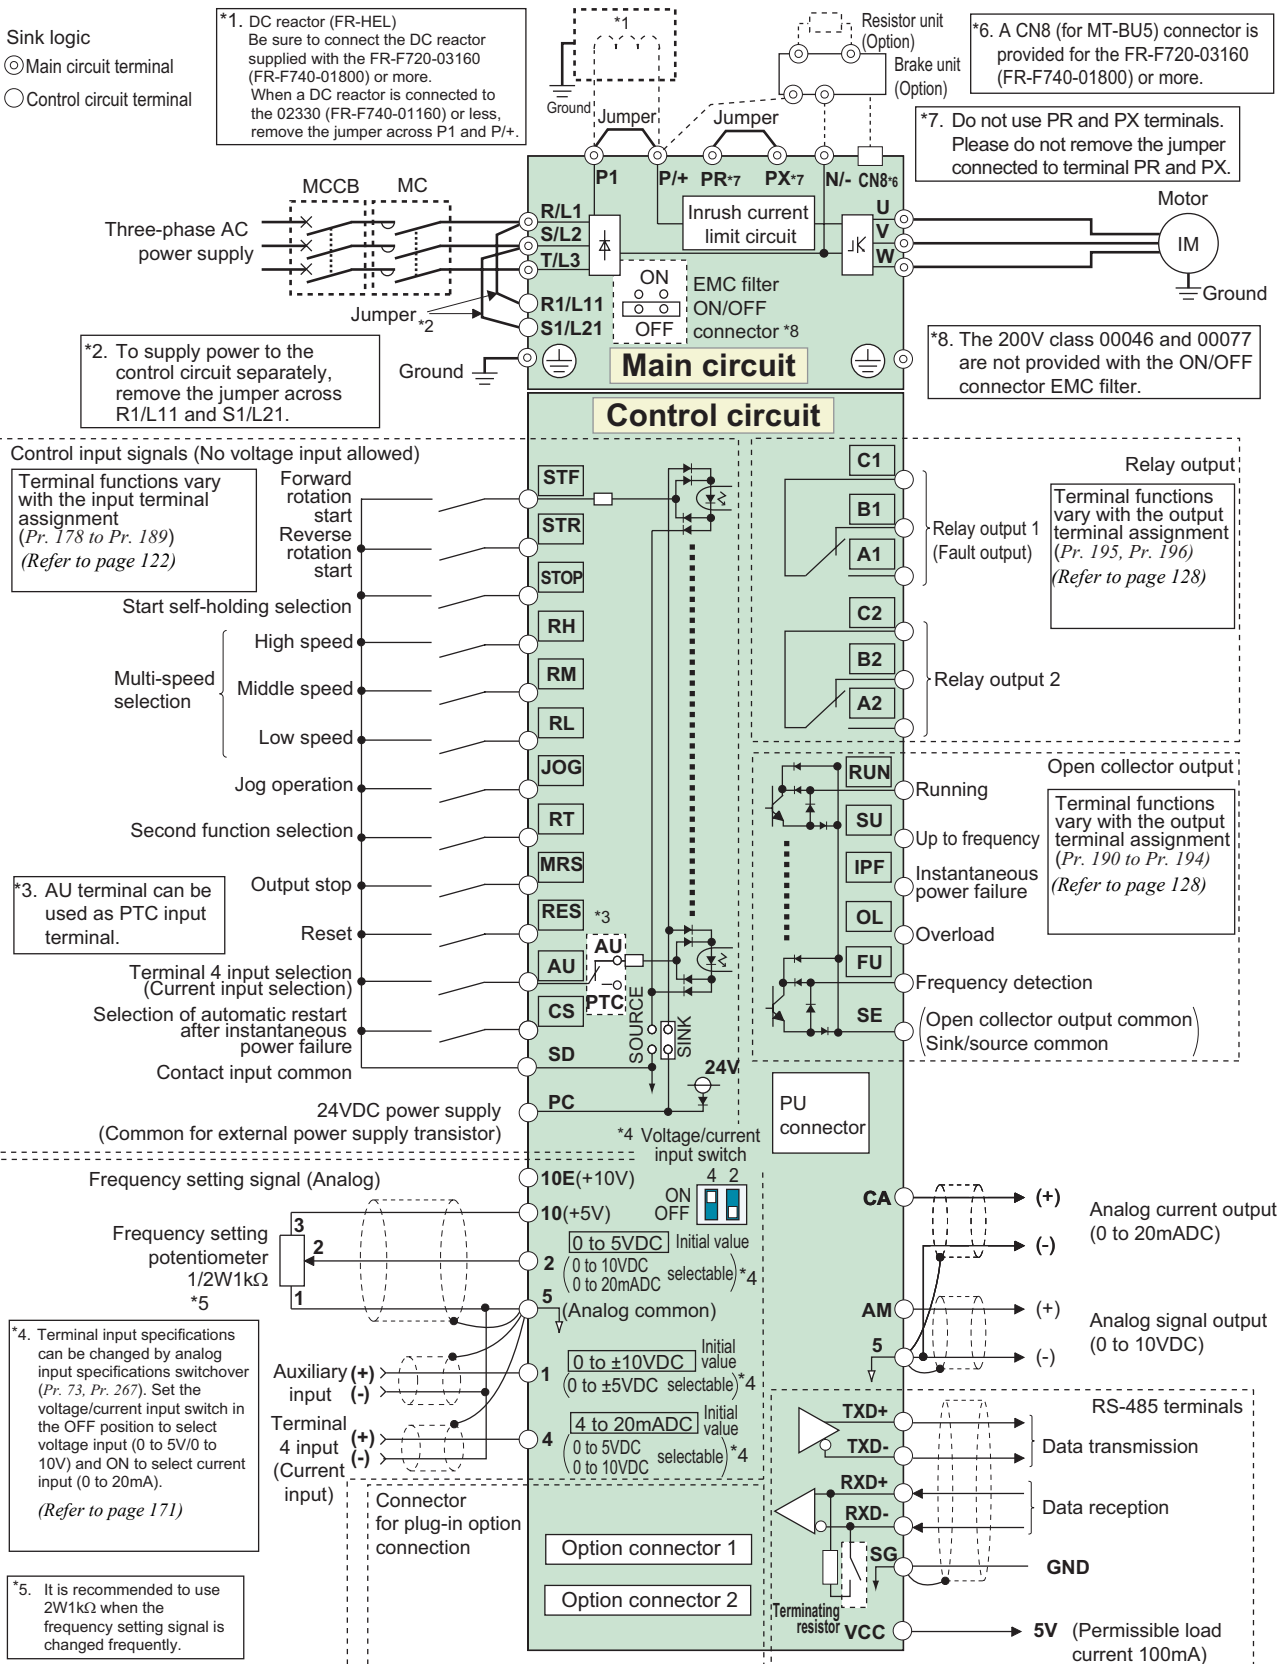 Sink logic
Main circuit terminal
Control circuit terminal
*1. DC reactor (FR-HEL)
Be sure to connect the DC reactor
supplied with the FR-F720-03160
(FR-F740-01800) or more.
When a DC reactor is connected to
the 02330 (FR-F740-01160) or less,
remove the jumper across P1 and P/+.
*1
Ground
Jumper
Jumper
Resistor unit
(Option)
Brake unit
(Option)
*6. A CN8 (for MT-BU5) connector is
provided for the FR-F720-03160
(FR-F740-01800) or more.
*7. Do not use PR and PX terminals.
Please do not remove the jumper
connected to terminal PR and PX.
MCCB
MC
Three-phase AC
power supply
Jumper
*2
P1
P/+
PR*7
PX*7
N/-
CN8*6
R/L1
S/L2
T/L3
R1/L11
S1/L21
Inrush current
limit circuit
U
V
W
Motor
IM
Ground
ON
OFF
EMC filter
ON/OFF
connector *8
*2. To supply power to the
control circuit separately,
remove the jumper across
R1/L11 and S1/L21.
Ground
Main circuit
*8. The 200V class 00046 and 00077
are not provided with the ON/OFF
connector EMC filter.
Control circuit
Control input signals (No voltage input allowed)
Terminal functions vary
with the input terminal
assignment
(Pr. 178 to Pr. 189)
(Refer to page 122)
Forward
rotation
start
Reverse
rotation
start
Start self-holding selection
Multi-speed
selection
High speed
Middle speed
Low speed
Jog operation
Second function selection
Output stop
Reset
Terminal 4 input selection
(Current input selection)
Selection of automatic restart
after instantaneous
power failure
Contact input common
24VDC power supply
(Common for external power supply transistor)
*3. AU terminal can be
used as PTC input
terminal.
STF
STR
STOP
RH
RM
RL
JOG
RT
MRS
RES
AU
CS
SD
PC
*3
AU
PTC
SOURCE
SINK
24V
C1
B1
A1
C2
B2
A2
Relay output
Relay output 1
(Fault output)
Relay output 2
Terminal functions
vary with the output
terminal assignment
(Pr. 195, Pr. 196)
(Refer to page 128)
RUN
SU
IPF
OL
FU
SE
Open collector output
Running
Up to frequency
Instantaneous
power failure
Overload
Frequency detection
(Open collector output common
Sink/source common)
Terminal functions
vary with the output
terminal assignment
(Pr. 190 to Pr. 194)
(Refer to page 128)
PU
connector
*4 Voltage/current
input switch
4 2
ON
OFF
Frequency setting signal (Analog)
Frequency setting
potentiometer
1/2W1kΩ
*5
3
2
1
10E(+10V)
10(+5V)
2
0 to 5VDC Initial value
(0 to 10VDC
0 to 20mADC selectable)*4
5
(Analog common)
1
0 to ±10VDC Initial
value
(0 to ±5VDC selectable)*4
4
4 to 20mADC Initial
value
(0 to 5VDC
0 to 10VDC selectable)*4
*4. Terminal input specifications
can be changed by analog
input specifications switchover
(Pr. 73, Pr. 267). Set the
voltage/current input switch in
the OFF position to select
voltage input (0 to 5V/0 to
10V) and ON to select current
input (0 to 20mA).
(Refer to page 171)
Auxiliary
input
(+)
(-)
Terminal
4 input
(Current
input)
(+)
(-)
*5. It is recommended to use
2W1kΩ when the
frequency setting signal is
changed frequently.
Connector
for plug-in option
connection
Option connector 1
Option connector 2
CA
AM
5
(+)
(-)
Analog current output
(0 to 20mADC)
(+)
(-)
Analog signal output
(0 to 10VDC)
RS-485 terminals
TXD+
TXD-
RXD+
RXD-
SG
VCC
Data transmission
Data reception
GND
Terminating
resistor
5V (Permissible load
current 100mA)